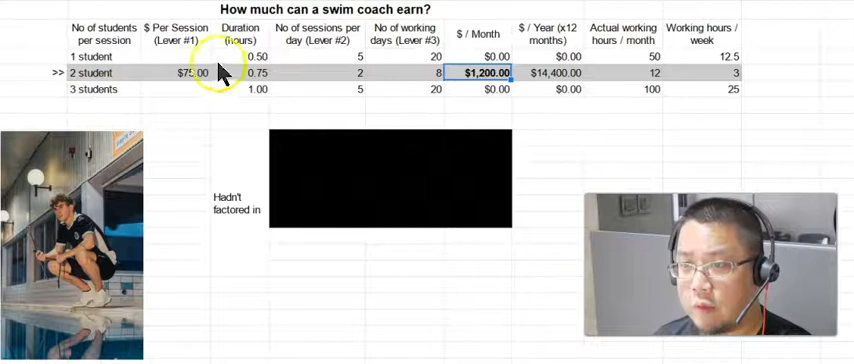 How much can a swim coach earn?
No of students per session $ Per Session (Lever #1) Duration (hours) No of sessions per day (Lever #2) No of working days (Lever #3) $ / Month $ / Year (x12 months) Actual working hours / month Working hours / week
1 student 0.50 5 20 $0.00 $0.00 50 12.5
>> 2 student $75.00 0.75 2 8 $1,200.00 $14,400.00 12 3
3 students 1.00 5 20 $0.00 $0.00 100 25
Hadn't
factored in